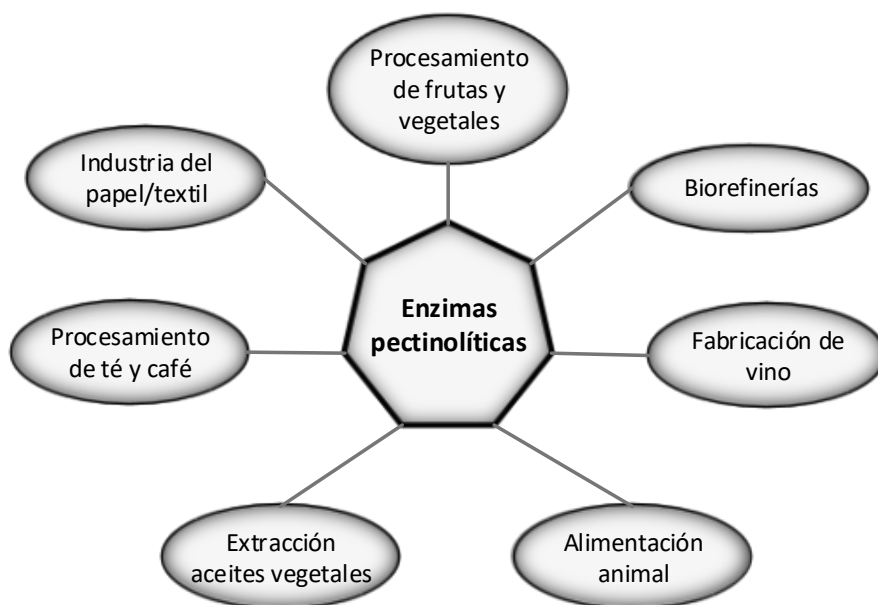 Procesamiento
de frutas y
vegetales
Industria del
papel/textil
Biorefinerías
Enzimas
pectinolíticas
Procesamiento
de té y café
Fabricación de
vino
Extracción
aceites vegetales
Alimentación
animal